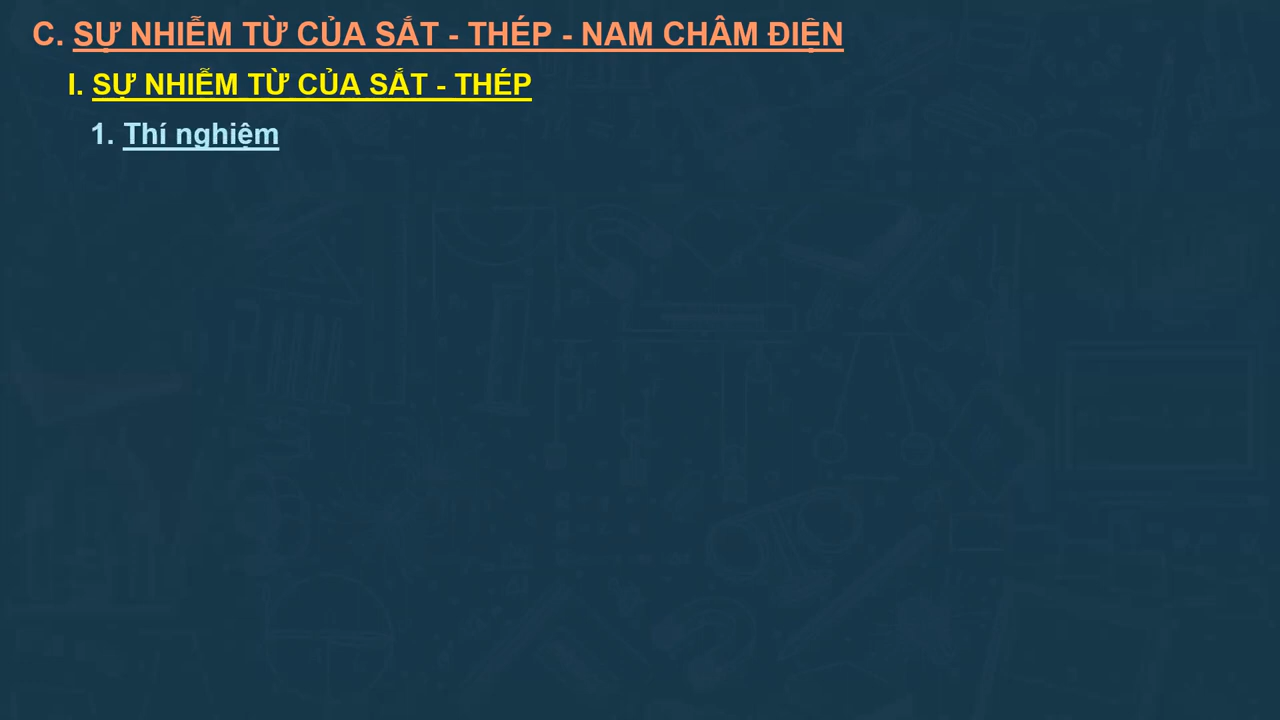 C. SỰ NHIỄM TỪ CỦA SẮT - THÉP - NAM CHÂM ĐIỆN
I. SỰ NHIỄM TỪ CỦA SẮT - THÉP
1. Thí nghiệm